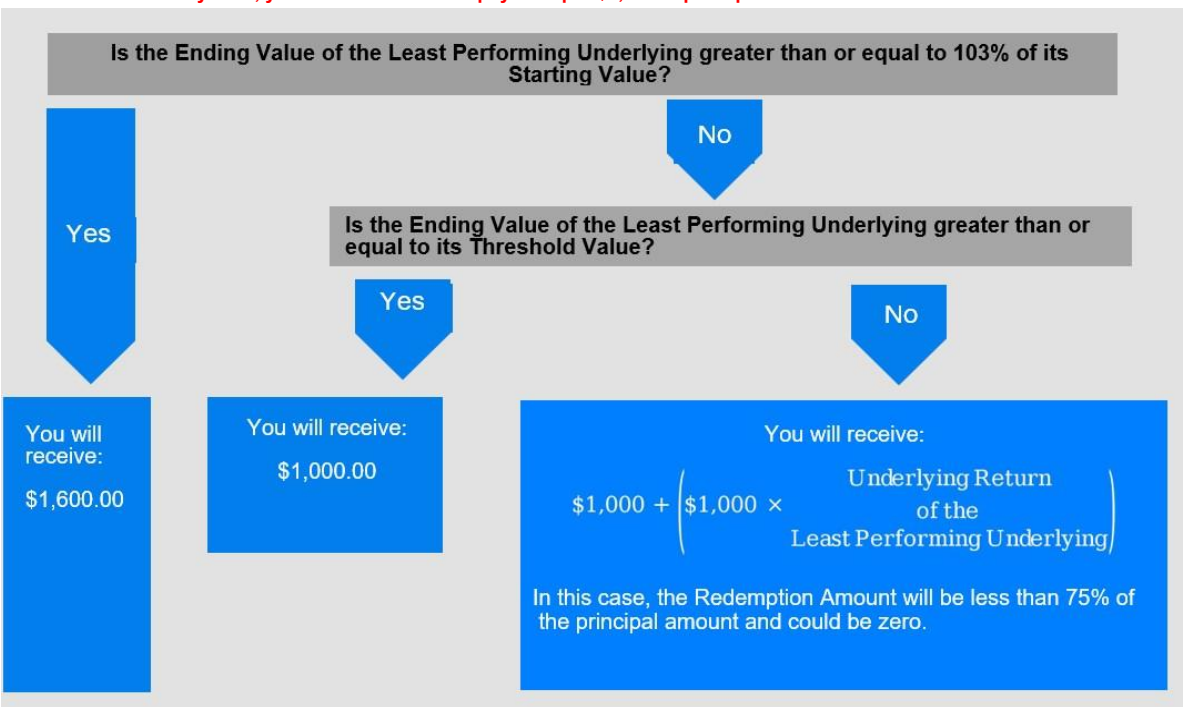 Is the Ending Value of the Least Performing Underlying greater than or equal to 103% of its
Starting Value?
No
Yes
Is the Ending Value of the Least Performing Underlying greater than or
equal to its Threshold Value?
Yes
No
You will
receive:
$1,600.00
You will receive:
$1,000.00
You will receive:
$1,000 + ($1,000 × Underlying Return
of the
Least Performing Underlying)
In this case, the Redemption Amount will be less than 75% of
the principal amount and could be zero.